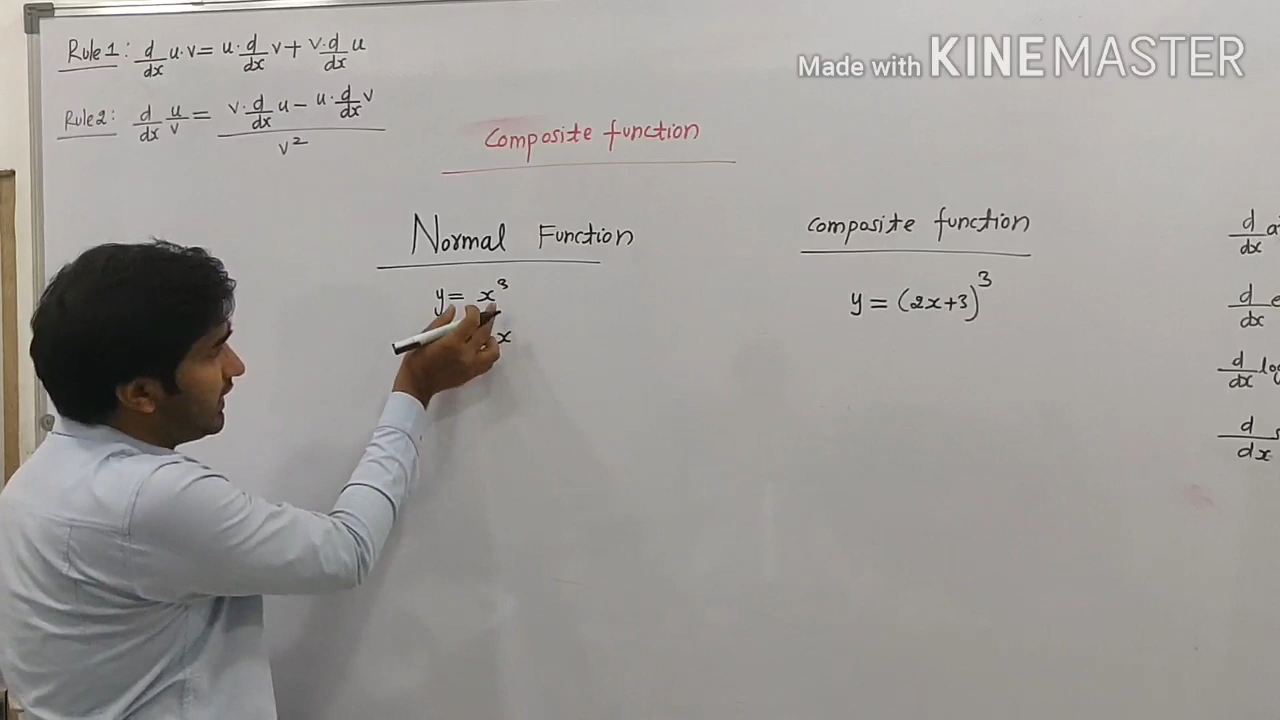 Made with KINEMASTER
Rule 1: d/dx u·v = u·d/dx v + v·d/dx u
Rule 2: d/dx u/v = (v·d/dx u − u·d/dx v)/v²
Composite function
Normal Function
y = x³
x
composite function
y = (2x+3)³
d/dx a
d/dx e
d/dx log
d/dx